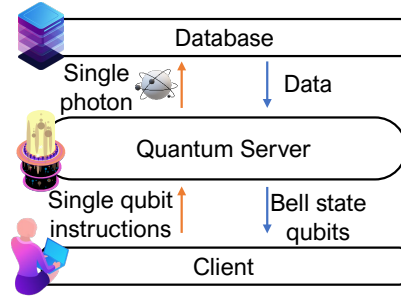 Database
Single
photon
Data
Quantum Server
Single qubit
instructions
Bell state
qubits
Client